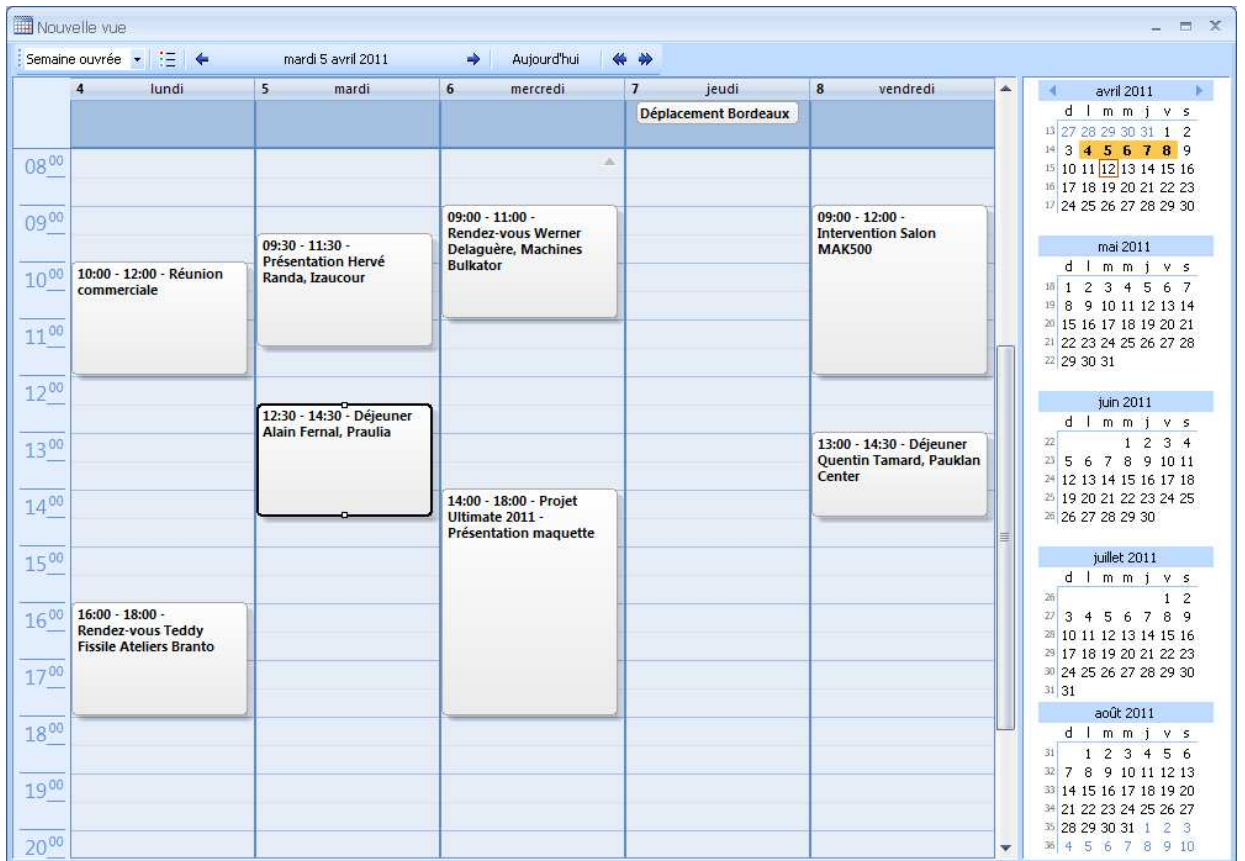 Nouvelle vue
Semaine ouvrée mardi 5 avril 2011 Aujourd'hui
4 lundi 5 mardi 6 mercredi 7 jeudi 8 vendredi
Déplacement Bordeaux
08 00
09 00
10 00
11 00
12 00
13 00
14 00
15 00
16 00
17 00
18 00
19 00
20 00
10:00 - 12:00 - Réunion
commerciale
16:00 - 18:00 -
Rendez-vous Teddy
Fissile Ateliers Branto
09:30 - 11:30 -
Présentation Hervé
Randa, Izaucour
12:30 - 14:30 - Déjeuner
Alain Fernal, Praulia
09:00 - 11:00 -
Rendez-vous Werner
Delaguère, Machines
Bulkator
14:00 - 18:00 - Projet
Ultimate 2011 -
Présentation maquette
09:00 - 12:00 -
Intervention Salon
MAK500
13:00 - 14:30 - Déjeuner
Quentin Tamard, Pauklan
Center
avril 2011
d l m m j v s
13 27 28 29 30 31 1 2
14 3 4 5 6 7 8 9
15 10 11 12 13 14 15 16
16 17 18 19 20 21 22 23
17 24 25 26 27 28 29 30
mai 2011
d l m m j v s
18 1 2 3 4 5 6 7
19 8 9 10 11 12 13 14
20 15 16 17 18 19 20 21
21 22 23 24 25 26 27 28
22 29 30 31
juin 2011
d l m m j v s
22 1 2 3 4
23 5 6 7 8 9 10 11
24 12 13 14 15 16 17 18
25 19 20 21 22 23 24 25
26 26 27 28 29 30
juillet 2011
d l m m j v s
26 1 2
27 3 4 5 6 7 8 9
28 10 11 12 13 14 15 16
29 17 18 19 20 21 22 23
30 24 25 26 27 28 29 30
31 31
août 2011
d l m m j v s
31 1 2 3 4 5 6
32 7 8 9 10 11 12 13
33 14 15 16 17 18 19 20
34 21 22 23 24 25 26 27
35 28 29 30 31 1 2 3
36 4 5 6 7 8 9 10